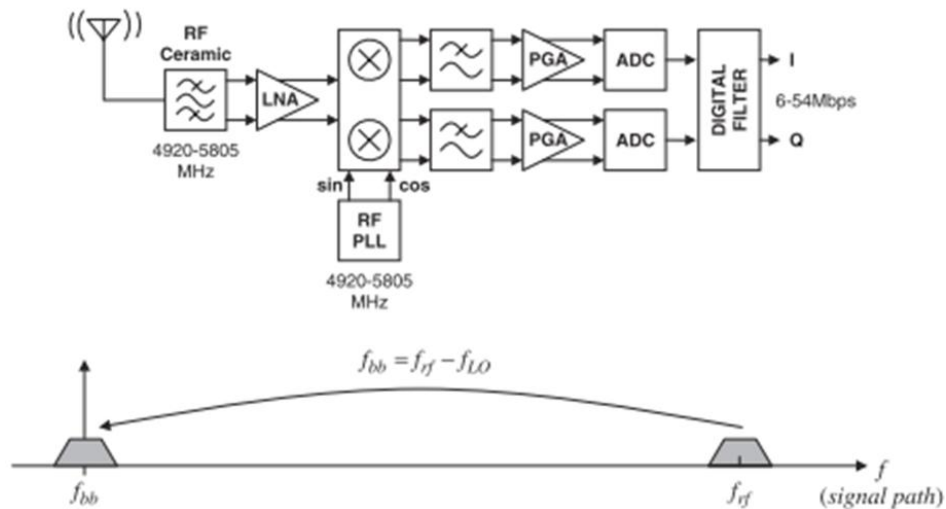 ((  ))
RF
Ceramic
LNA
4920-5805
MHz
PGA
ADC
PGA
ADC
DIGITAL
FILTER
I
6-54Mbps
Q
sin
cos
RF
PLL
4920-5805
MHz
f_bb = f_rf − f_LO
f_bb
f_rf
f
(signal path)